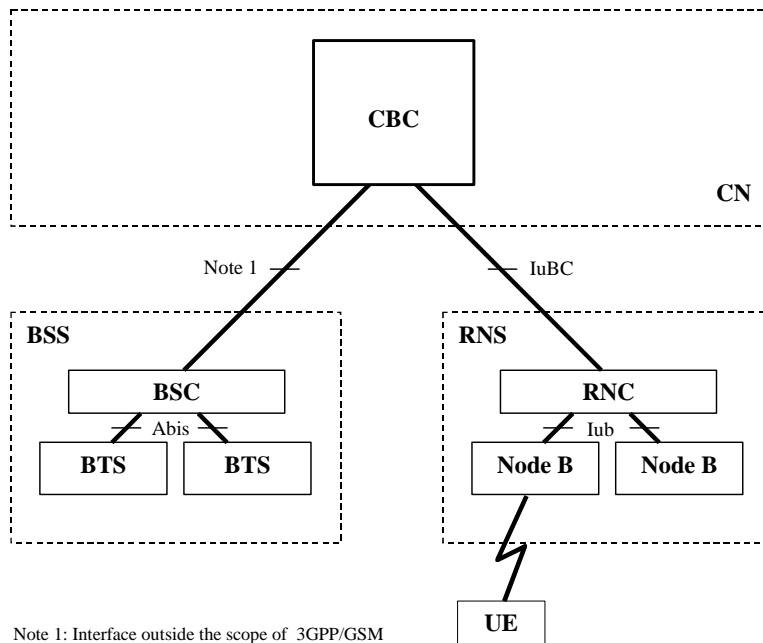 CBC
CN
Note 1
IuBC
BSS
RNS
BSC
RNC
Abis
Iub
BTS
BTS
Node B
Node B
UE
Note 1: Interface outside the scope of 3GPP/GSM